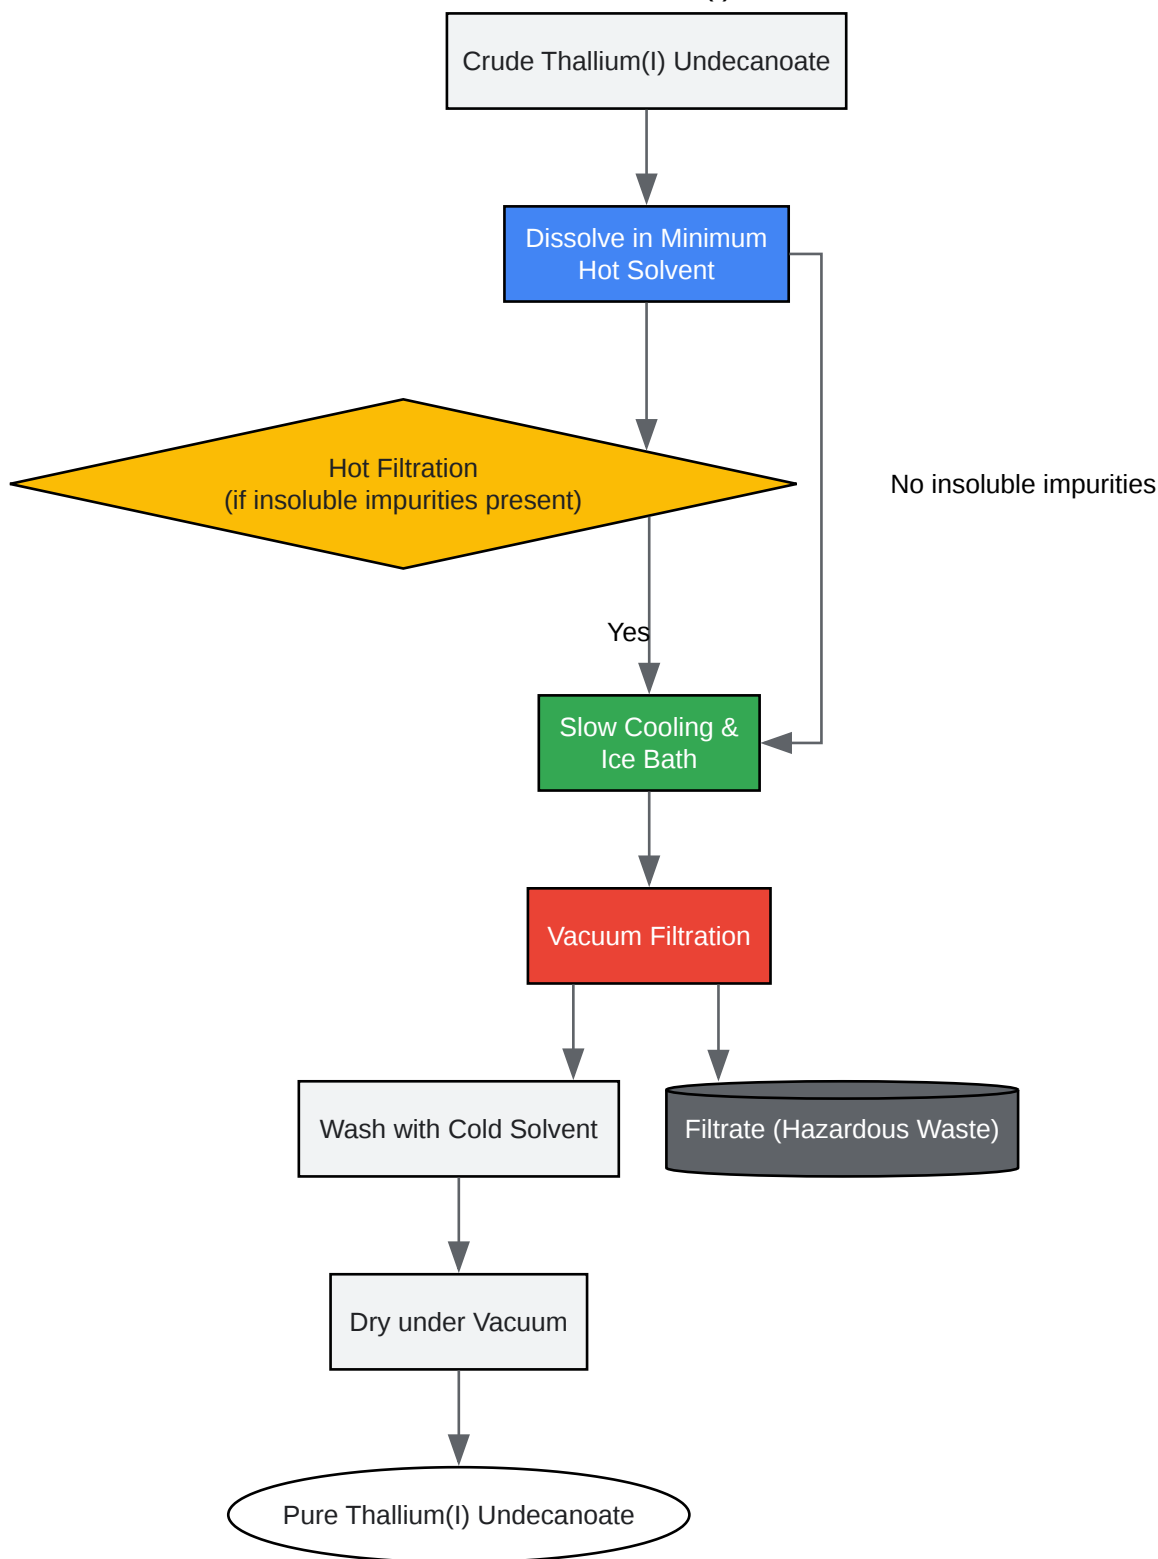 Crude Thallium(I) Undecanoate
Dissolve in Minimum
Hot Solvent
Hot Filtration
(if insoluble impurities present)
No insoluble impurities
Yes
Slow Cooling &
Ice Bath
Vacuum Filtration
Wash with Cold Solvent
Filtrate (Hazardous Waste)
Dry under Vacuum
Pure Thallium(I) Undecanoate